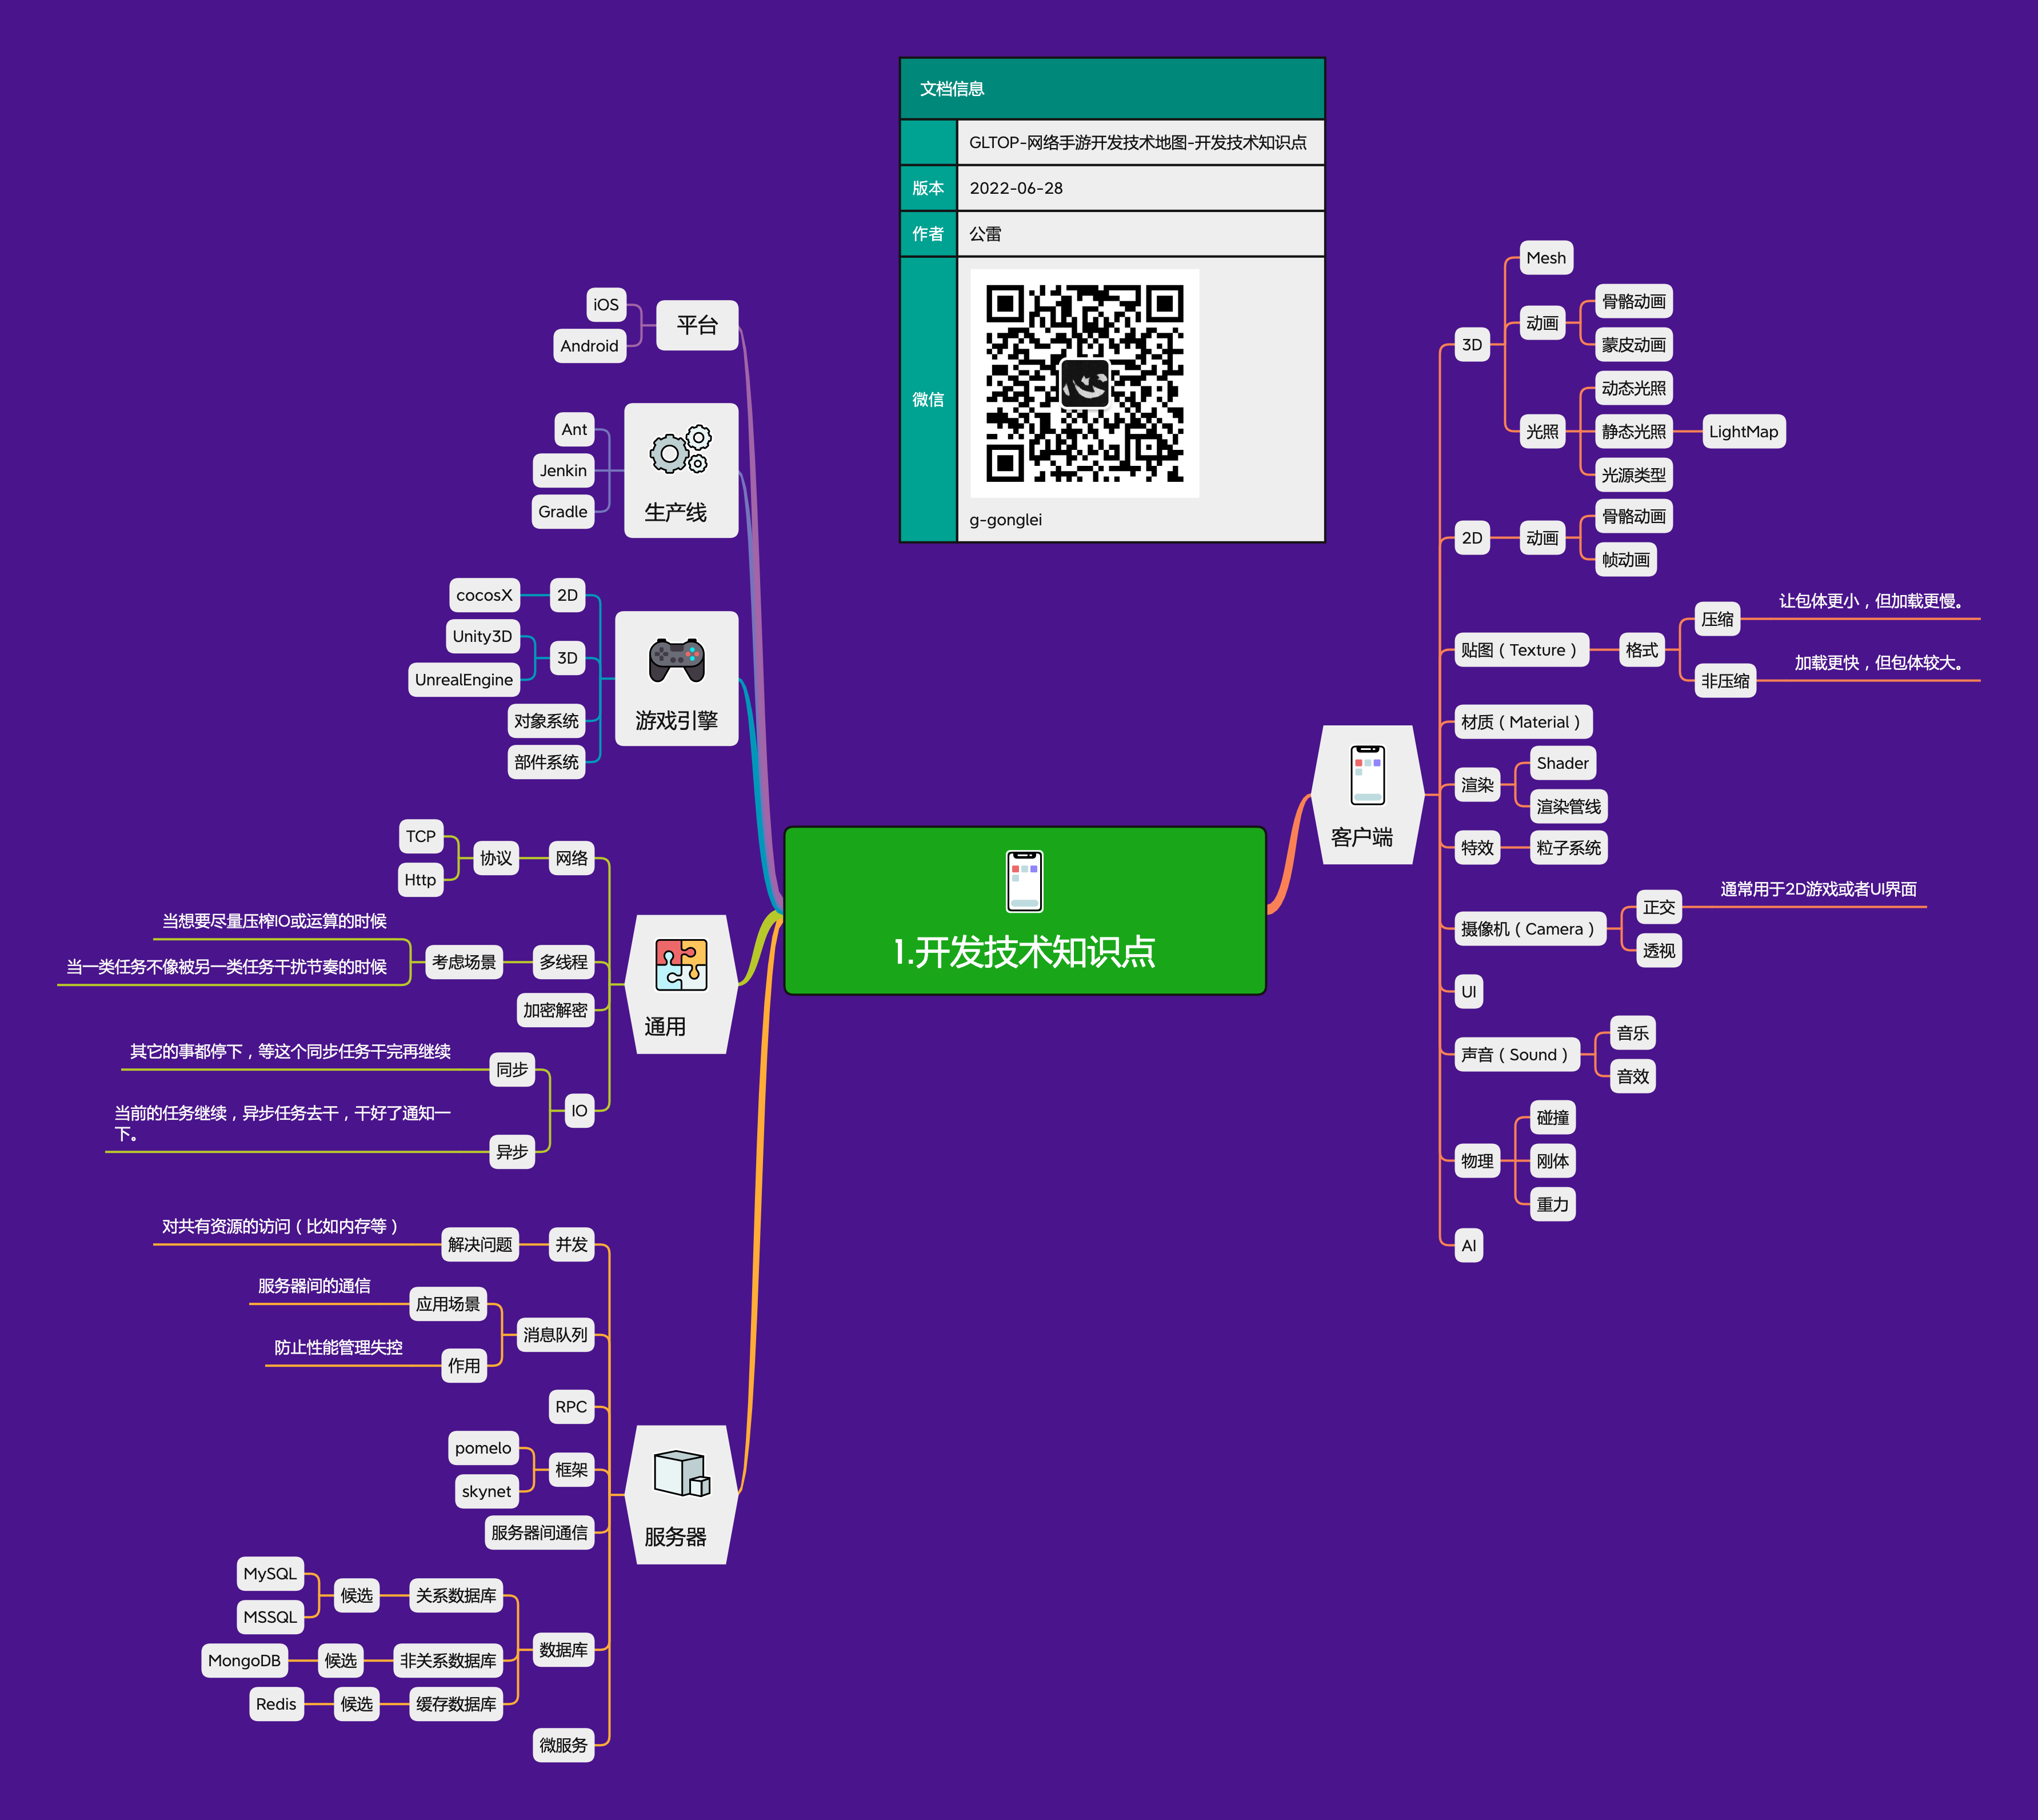 文档信息
GLTOP-网络手游开发技术地图-开发技术知识点
版本
2022-06-28
作者
公雷
微信
g-gonglei
1.开发技术知识点
客户端
3D
Mesh
动画
骨骼动画
蒙皮动画
光照
动态光照
静态光照
LightMap
光源类型
2D
动画
骨骼动画
帧动画
贴图（Texture）
格式
压缩
让包体更小，但加载更慢。
非压缩
加载更快，但包体较大。
材质（Material）
渲染
Shader
渲染管线
特效
粒子系统
摄像机（Camera）
正交
通常用于2D游戏或者UI界面
透视
UI
声音（Sound）
音乐
音效
物理
碰撞
刚体
重力
AI
平台
iOS
Android
生产线
Ant
Jenkin
Gradle
游戏引擎
2D
cocosX
3D
Unity3D
UnrealEngine
对象系统
部件系统
通用
网络
协议
TCP
Http
多线程
考虑场景
当想要尽量压榨IO或运算的时候
当一类任务不像被另一类任务干扰节奏的时候
加密解密
IO
同步
其它的事都停下，等这个同步任务干完再继续
异步
当前的任务继续，异步任务去干，干好了通知一
下。
服务器
并发
解决问题
对共有资源的访问（比如内存等）
消息队列
应用场景
服务器间的通信
作用
防止性能管理失控
RPC
框架
pomelo
skynet
服务器间通信
数据库
关系数据库
候选
MySQL
MSSQL
非关系数据库
候选
MongoDB
缓存数据库
候选
Redis
微服务